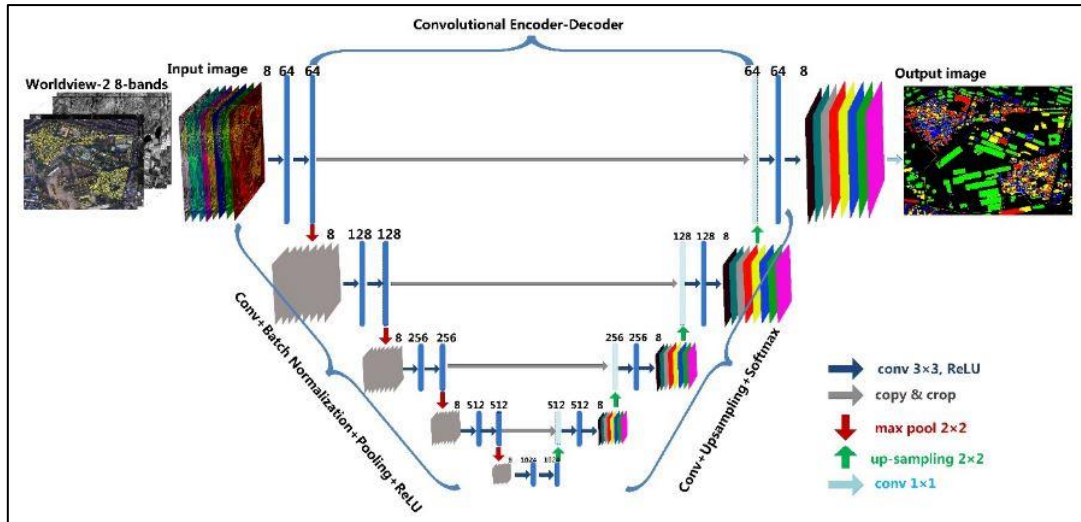 Convolutional Encoder-Decoder
Worldview-2 8-bands
Input image
8 64 64
64 64 8
Output image
8 128 128
128 128 8
8 256 256
256 256 8
8 512 512
512 512 8
8 1024
Conv+Batch Normalization+Pooling+ReLU
Conv+Upsampling+Softmax
conv 3×3, ReLU
copy & crop
max pool 2×2
up-sampling 2×2
conv 1×1